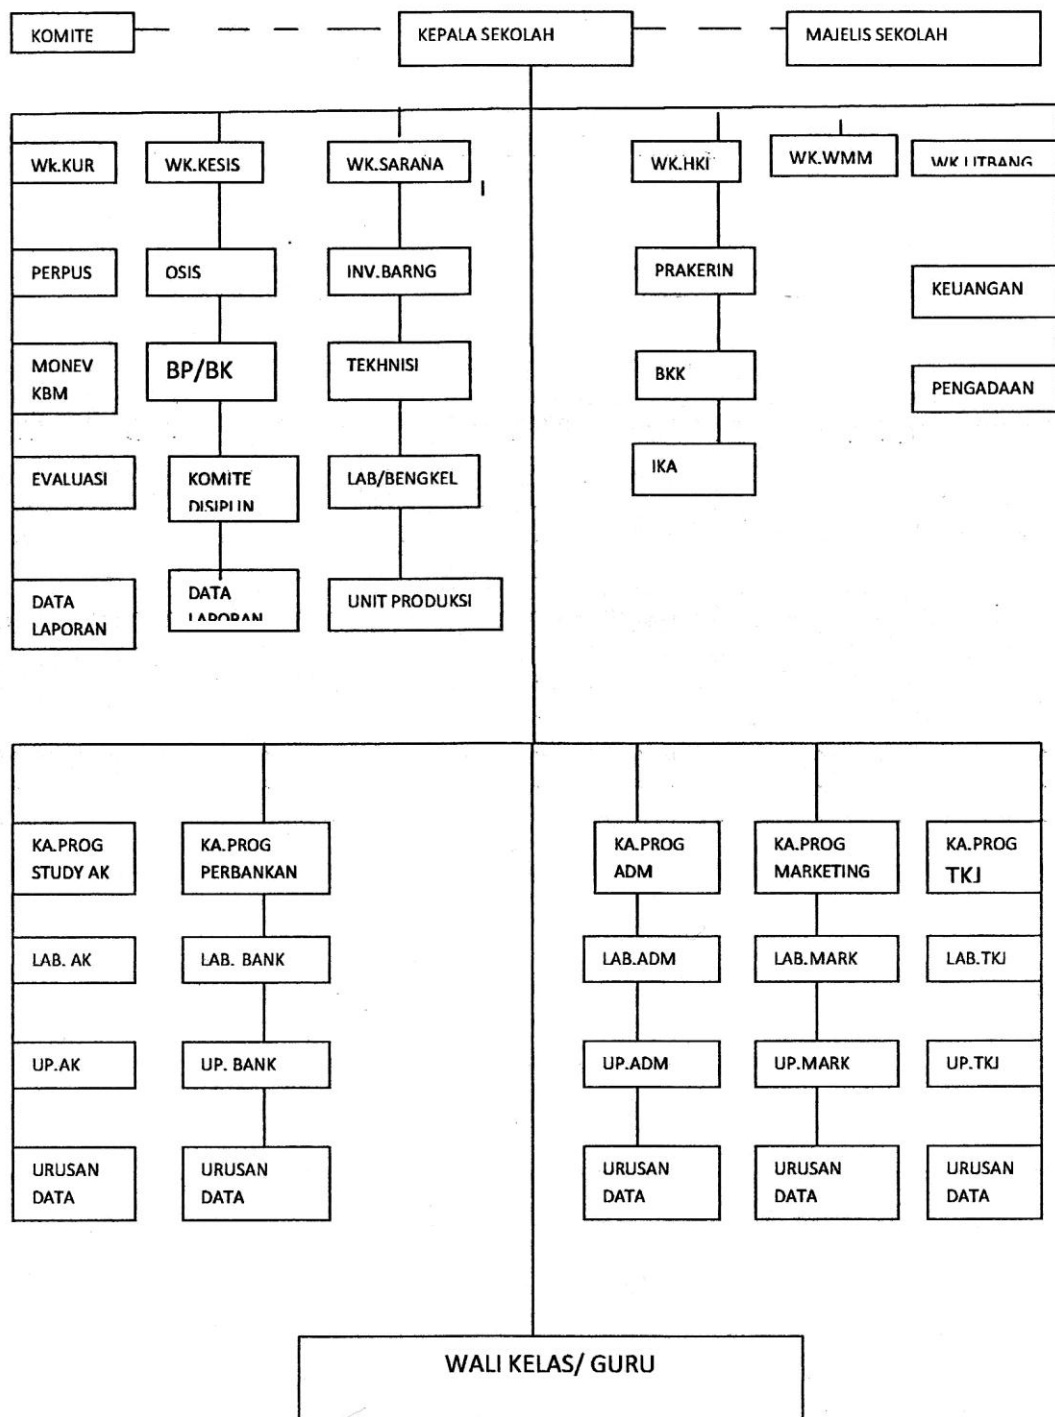 KOMITE
KEPALA SEKOLAH
MAJELIS SEKOLAH
Wk.KUR
WK.KESIS
WK.SARANA
WK.HKI
WK.WMM
WK.LITBANG
PERPUS
OSIS
INV.BARNG
PRAKERIN
KEUANGAN
MONEV
KBM
BP/BK
TEKHNISI
BKK
PENGADAAN
EVALUASI
KOMITE
DISIPLIN
LAB/BENGKEL
IKA
DATA
LAPORAN
DATA
LAPORAN
UNIT PRODUKSI
KA.PROG
STUDY AK
KA.PROG
PERBANKAN
KA.PROG
ADM
KA.PROG
MARKETING
KA.PROG
TKJ
LAB. AK
LAB. BANK
LAB.ADM
LAB.MARK
LAB.TKJ
UP.AK
UP. BANK
UP.ADM
UP.MARK
UP.TKJ
URUSAN
DATA
URUSAN
DATA
URUSAN
DATA
URUSAN
DATA
URUSAN
DATA
WALI KELAS/ GURU